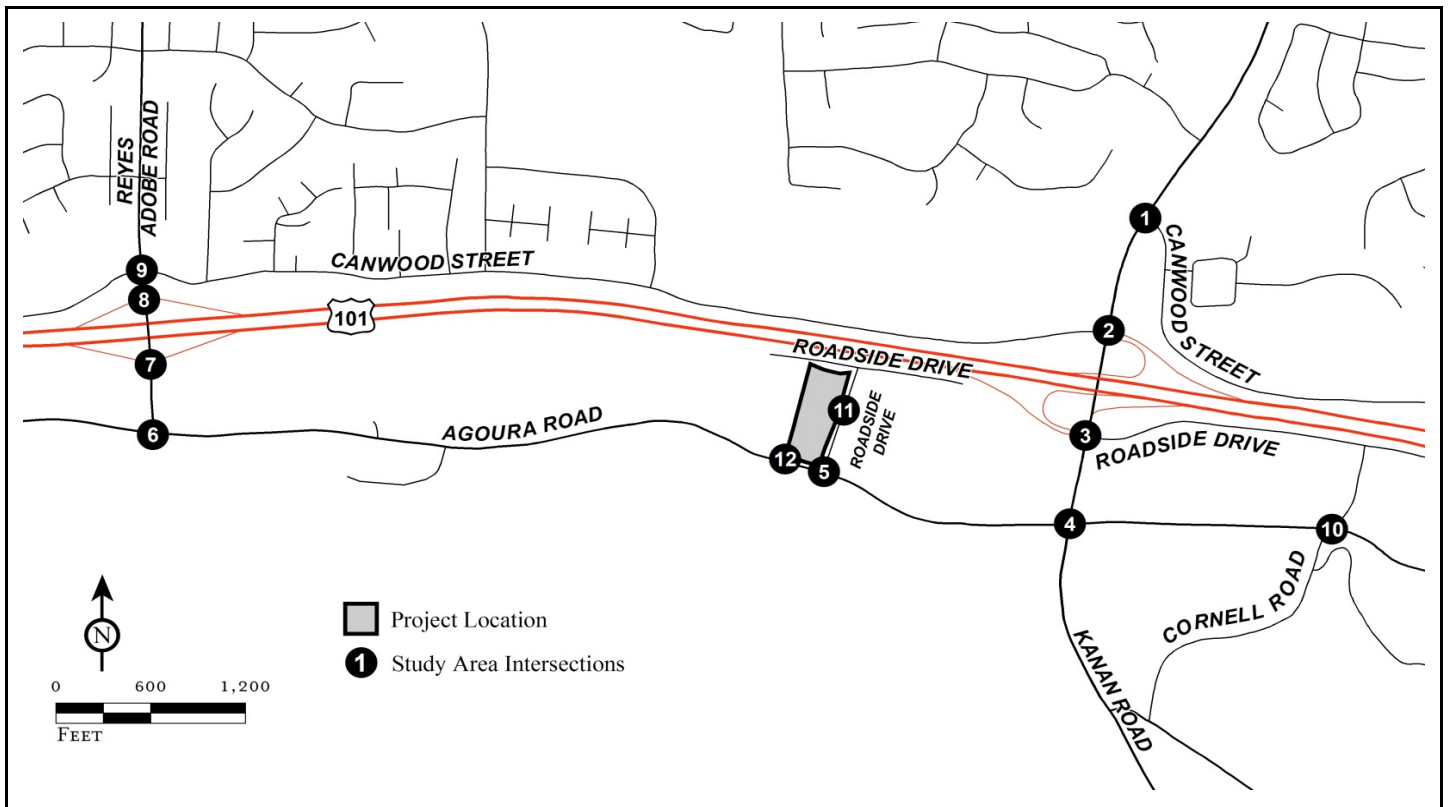 REYES
ADOBE ROAD
1
CANWOOD STREET
9
CANWOOD STREET
8
101
2
ROADSIDE DRIVE
7
11
ROADSIDE
DRIVE
6
AGOURA ROAD
3
ROADSIDE DRIVE
12
5
4
10
CORNELL ROAD
KANAN ROAD
N
Project Location
1 Study Area Intersections
0 600 1,200
FEET